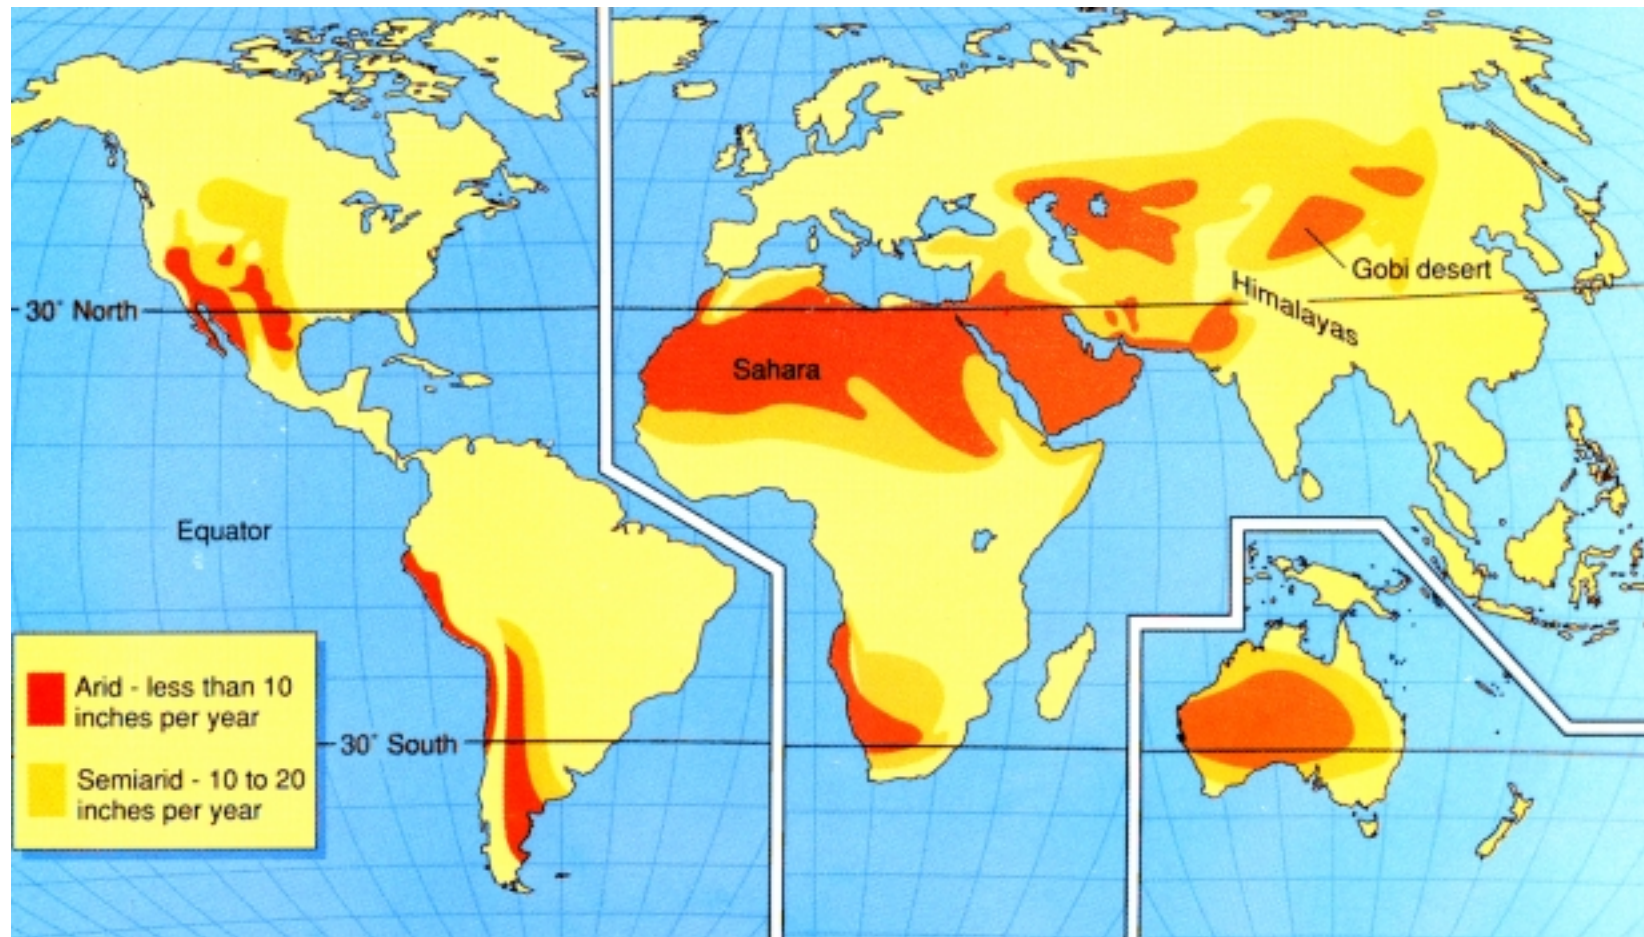 30° North
Sahara
Gobi desert
Himalayas
Equator
30° South
Arid - less than 10
inches per year
Semiarid - 10 to 20
inches per year